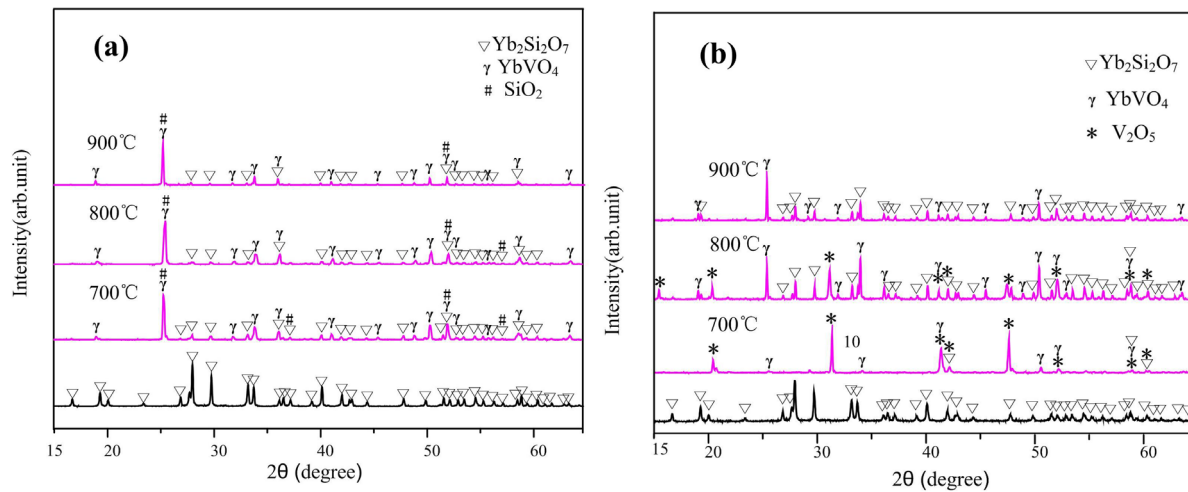 (a)
▽ Yb₂Si₂O₇
γ YbVO₄
# SiO₂
900℃
800℃
700℃
Intensity(arb.unit)
15 20 30 40 50 60
2θ (degree)
(b)
▽ Yb₂Si₂O₇
γ YbVO₄
* V₂O₅
900℃
800℃
700℃
10
Intensity(arb.unit)
15 20 30 40 50 60
2θ (degree)